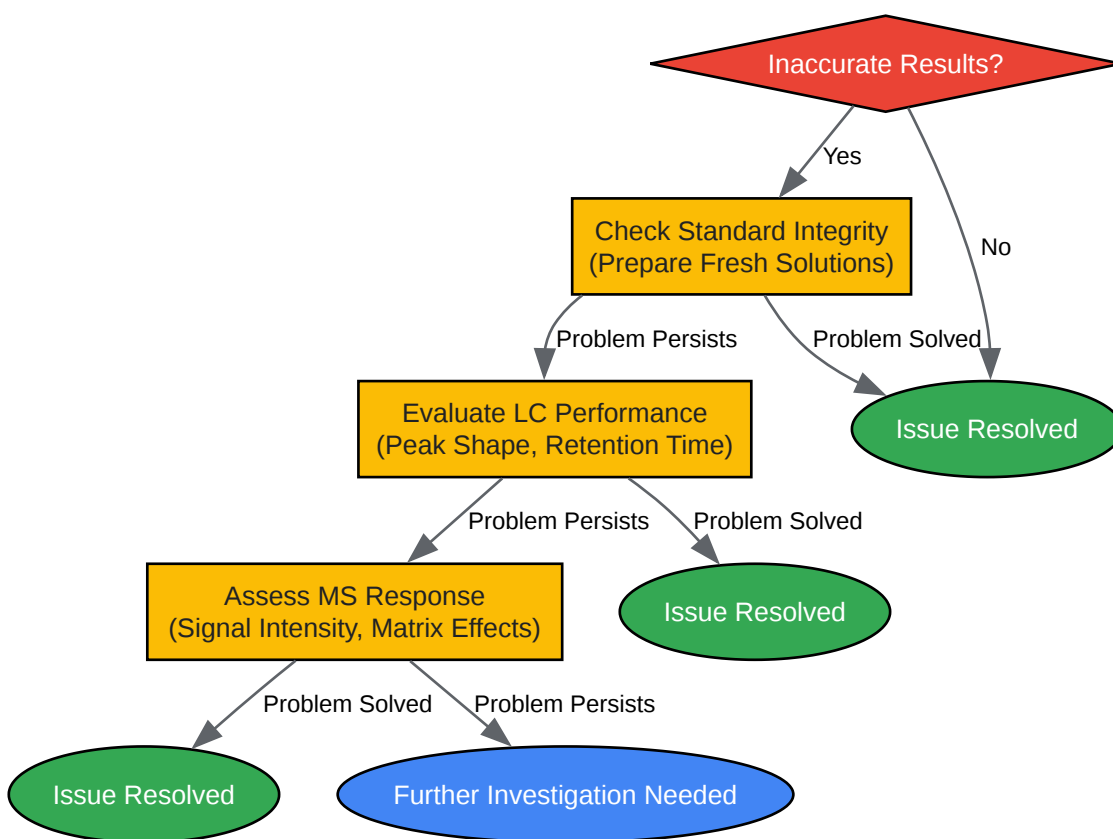 Inaccurate Results?
Yes
No
Check Standard Integrity
(Prepare Fresh Solutions)
Problem Persists
Problem Solved
Evaluate LC Performance
(Peak Shape, Retention Time)
Issue Resolved
Problem Persists
Problem Solved
Assess MS Response
(Signal Intensity, Matrix Effects)
Issue Resolved
Problem Solved
Problem Persists
Issue Resolved
Further Investigation Needed